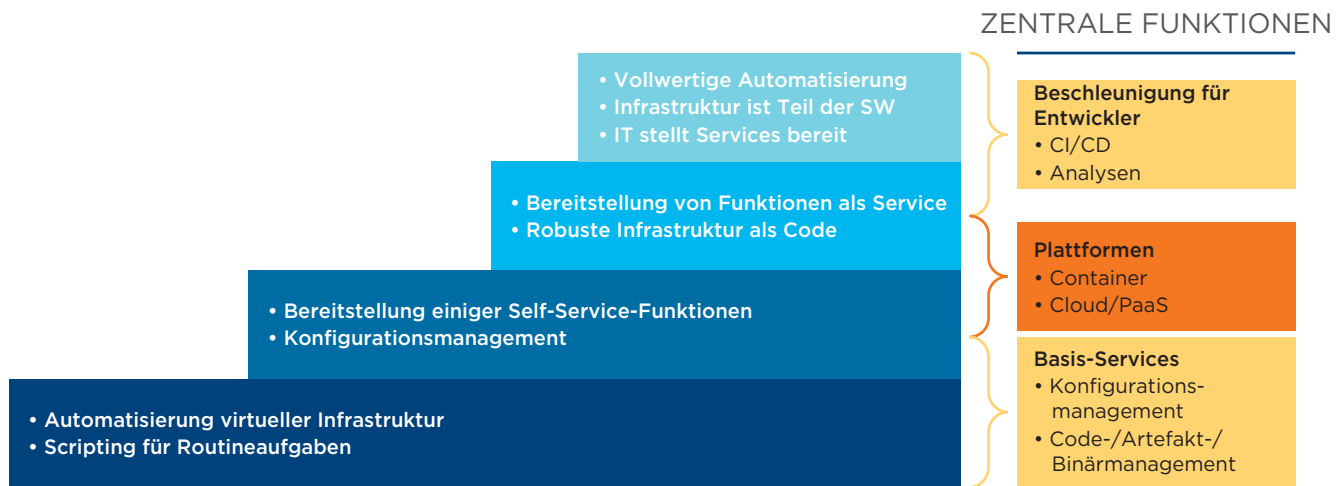 ZENTRALE FUNKTIONEN
• Vollwertige Automatisierung
• Infrastruktur ist Teil der SW
• IT stellt Services bereit
• Bereitstellung von Funktionen als Service
• Robuste Infrastruktur als Code
• Bereitstellung einiger Self-Service-Funktionen
• Konfigurationsmanagement
• Automatisierung virtueller Infrastruktur
• Scripting für Routineaufgaben
Beschleunigung für
Entwickler
• CI/CD
• Analysen
Plattformen
• Container
• Cloud/PaaS
Basis-Services
• Konfigurations-
management
• Code-/Artefakt-/
Binärmanagement